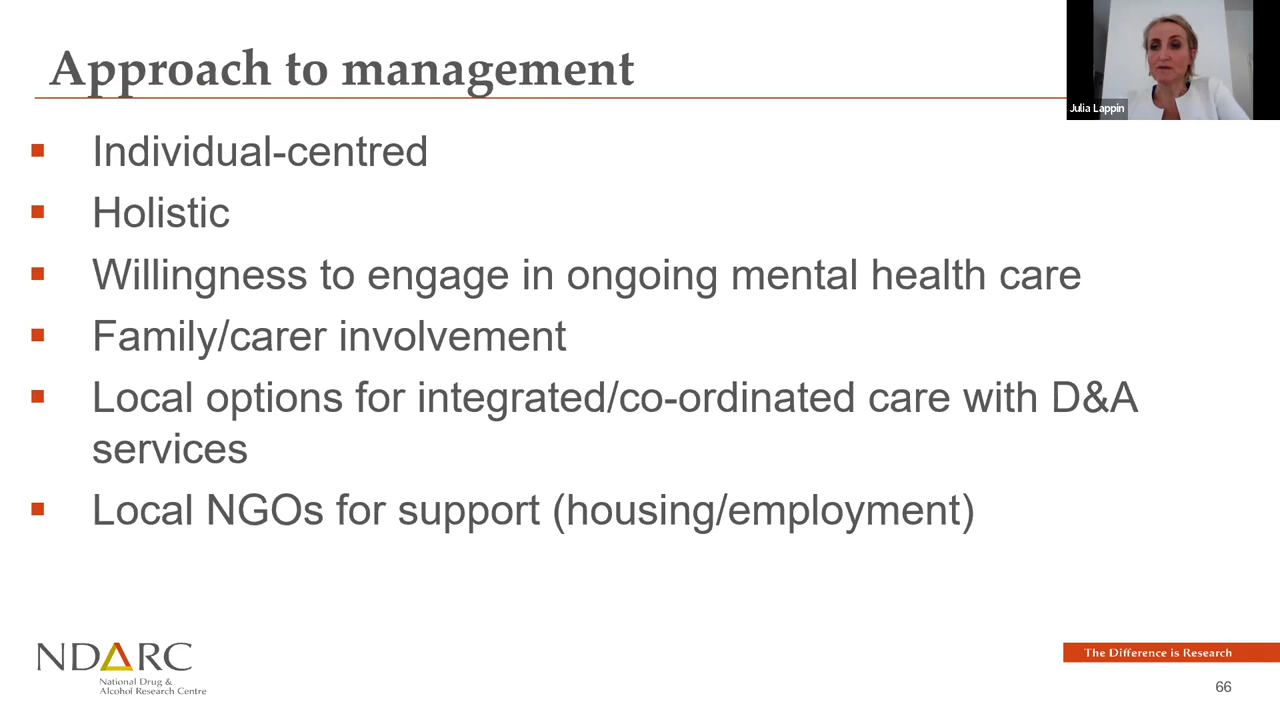 Approach to management
Julia Lappin
Individual-centred
Holistic
Willingness to engage in ongoing mental health care
Family/carer involvement
Local options for integrated/co-ordinated care with D&A
services
Local NGOs for support (housing/employment)
NDARC
National Drug &
Alcohol Research Centre
The Difference is Research
66